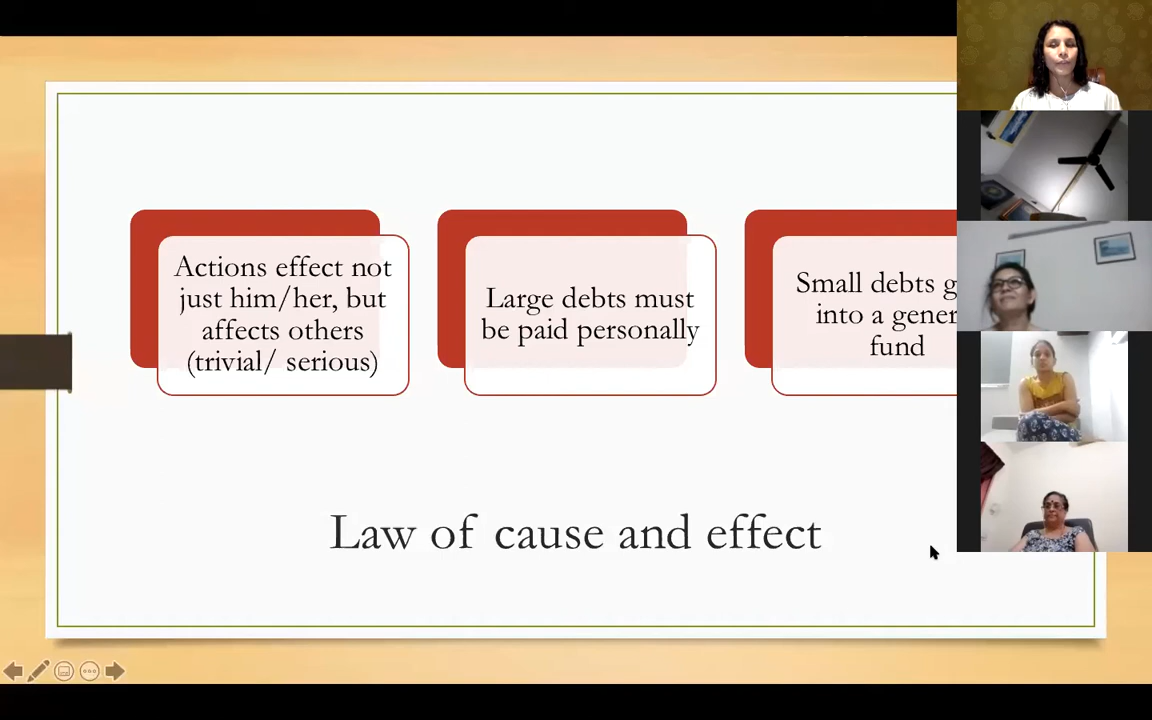 Actions effect not
just him/her, but
affects others
(trivial/ serious)
Large debts must
be paid personally
Small debts
into a
fund
Law of cause and effect